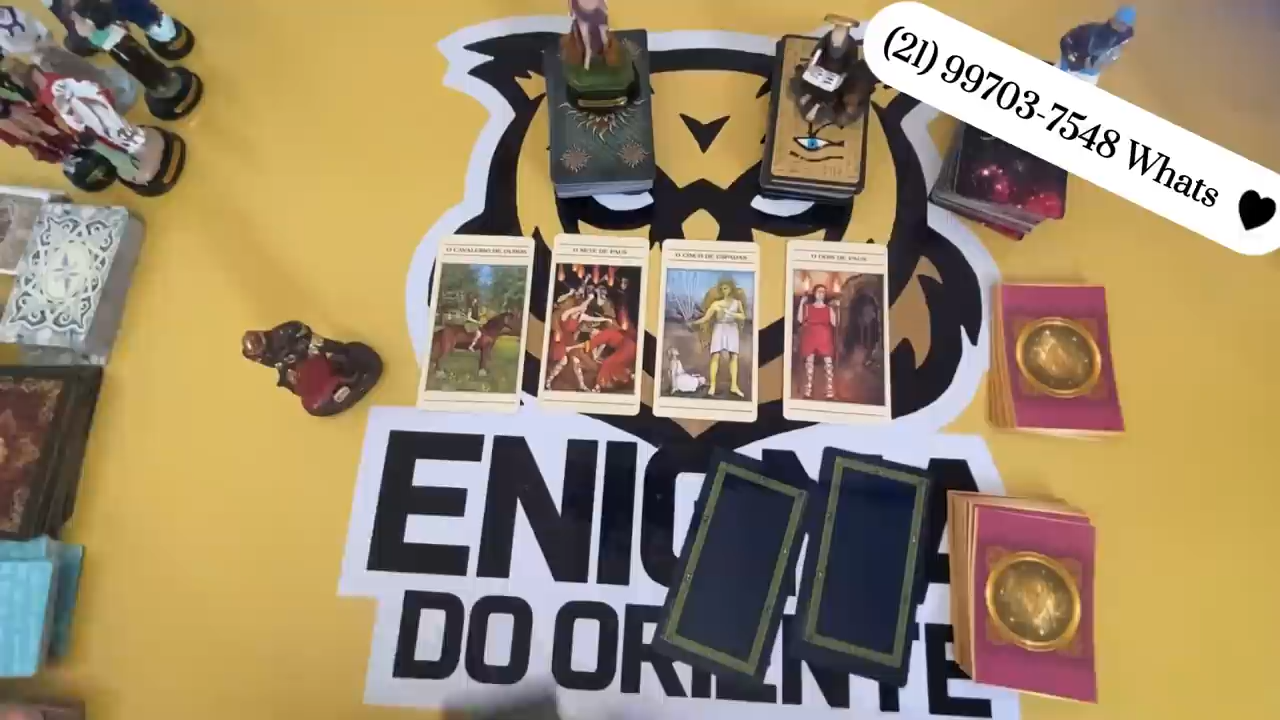 (21) 99703-7548 Whats
O CAVALEIRO DE OUROS
O SETE DE PAUS
O CINCO DE ESPADAS
O DOIS DE PAUS
ENIGMA
DO ORIENTE